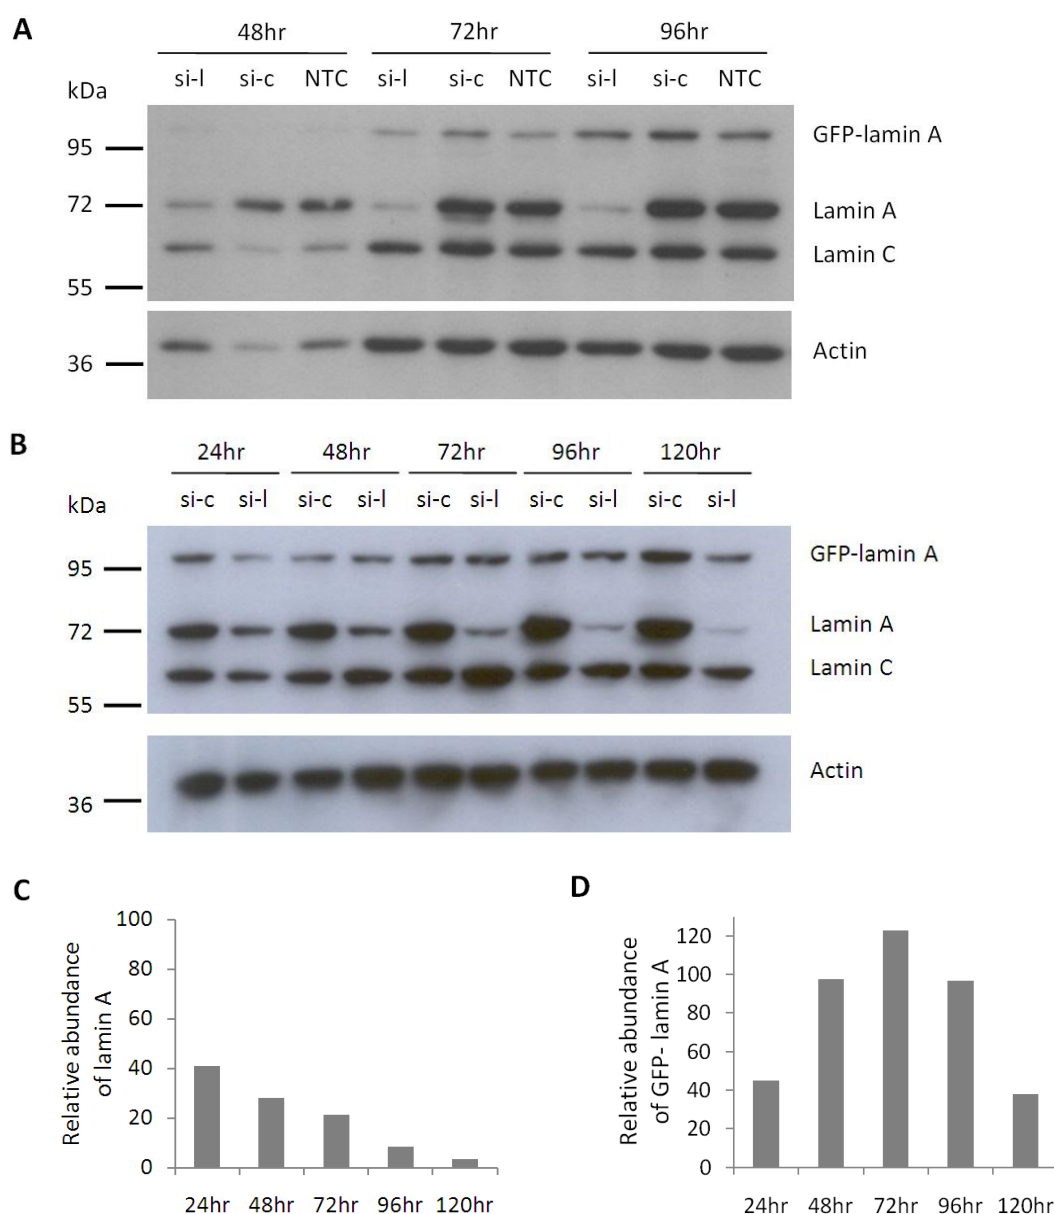 A
48hr 72hr 96hr
kDa si-l si-c NTC si-l si-c NTC si-l si-c NTC
GFP-lamin A
95
72 Lamin A
Lamin C
55
Actin
36
B
24hr 48hr 72hr 96hr 120hr
kDa si-c si-l si-c si-l si-c si-l si-c si-l si-c si-l
GFP-lamin A
95
72 Lamin A
Lamin C
55
Actin
36
C
Relative abundance
of lamin A
100
80
60
40
20
0
24hr 48hr 72hr 96hr 120hr
D
Relative abundance
of GFP- lamin A
120
100
80
60
40
20
0
24hr 48hr 72hr 96hr 120hr